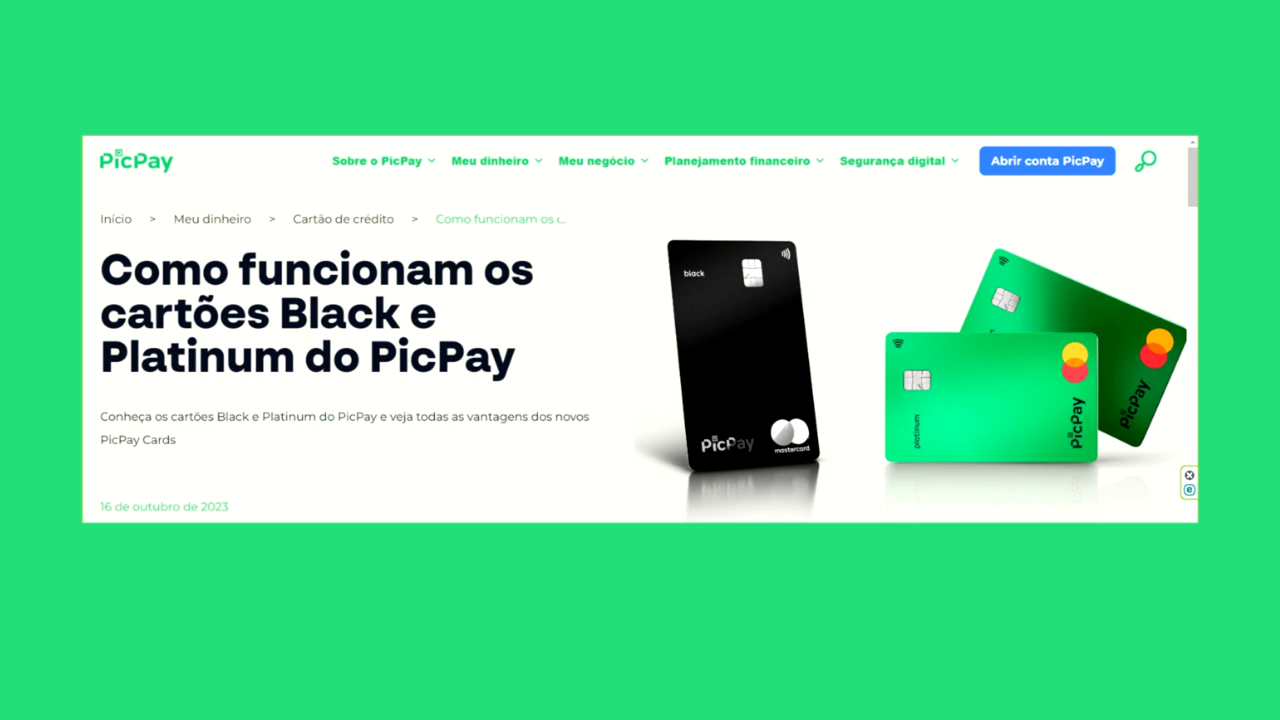 PicPay
Sobre o PicPay
Meu dinheiro
Meu negócio
Planejamento financeiro
Segurança digital
Abrir conta PicPay
Início > Meu dinheiro > Cartão de crédito > Como funcionam os c...
Como funcionam os
cartões Black e
Platinum do PicPay
Conheça os cartões Black e Platinum do PicPay e veja todas as vantagens dos novos
PicPay Cards
16 de outubro de 2023
black
PicPay
mastercard
platinum
PicPay
PicPay